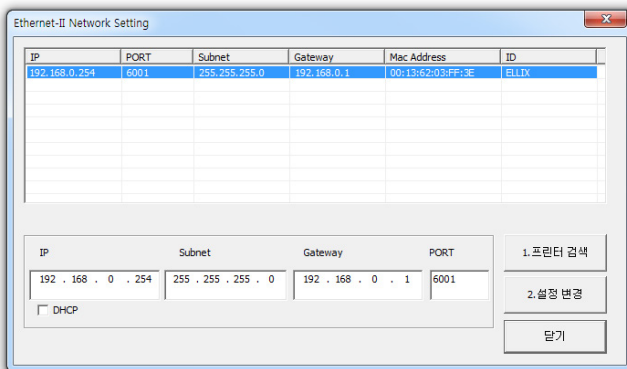 Ethernet-II Network Setting
IP PORT Subnet Gateway Mac Address ID
192.168.0.254 6001 255.255.255.0 192.168.0.1 00:13:62:03:FF:3E ELLIX
IP Subnet Gateway PORT
192 . 168 . 0 . 254 255 . 255 . 255 . 0 192 . 168 . 0 . 1 6001
DHCP
1.프린터 검색
2.설정 변경
닫기